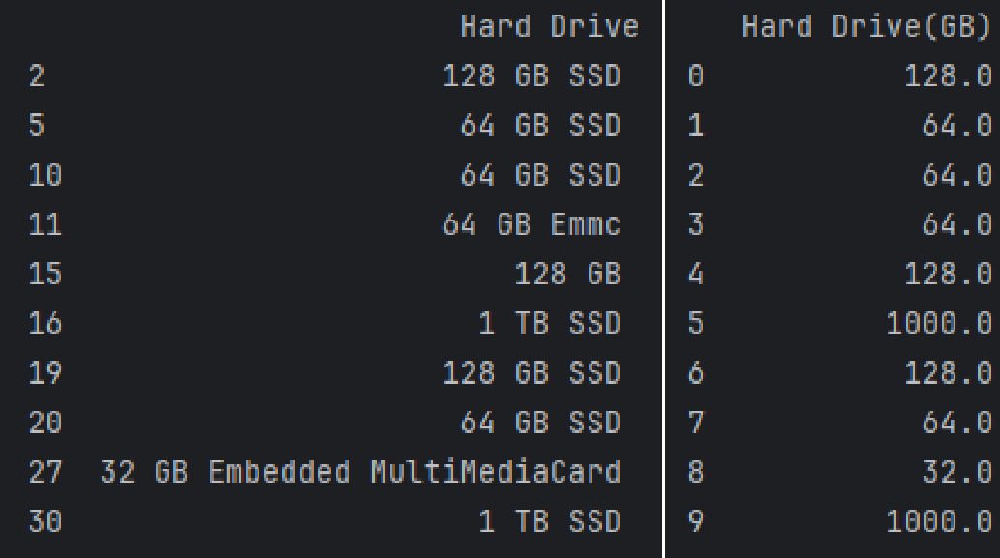 Hard Drive
2 128 GB SSD
5 64 GB SSD
10 64 GB SSD
11 64 GB Emmc
15 128 GB
16 1 TB SSD
19 128 GB SSD
20 64 GB SSD
27 32 GB Embedded MultiMediaCard
30 1 TB SSD
Hard Drive(GB)
0 128.0
1 64.0
2 64.0
3 64.0
4 128.0
5 1000.0
6 128.0
7 64.0
8 32.0
9 1000.0